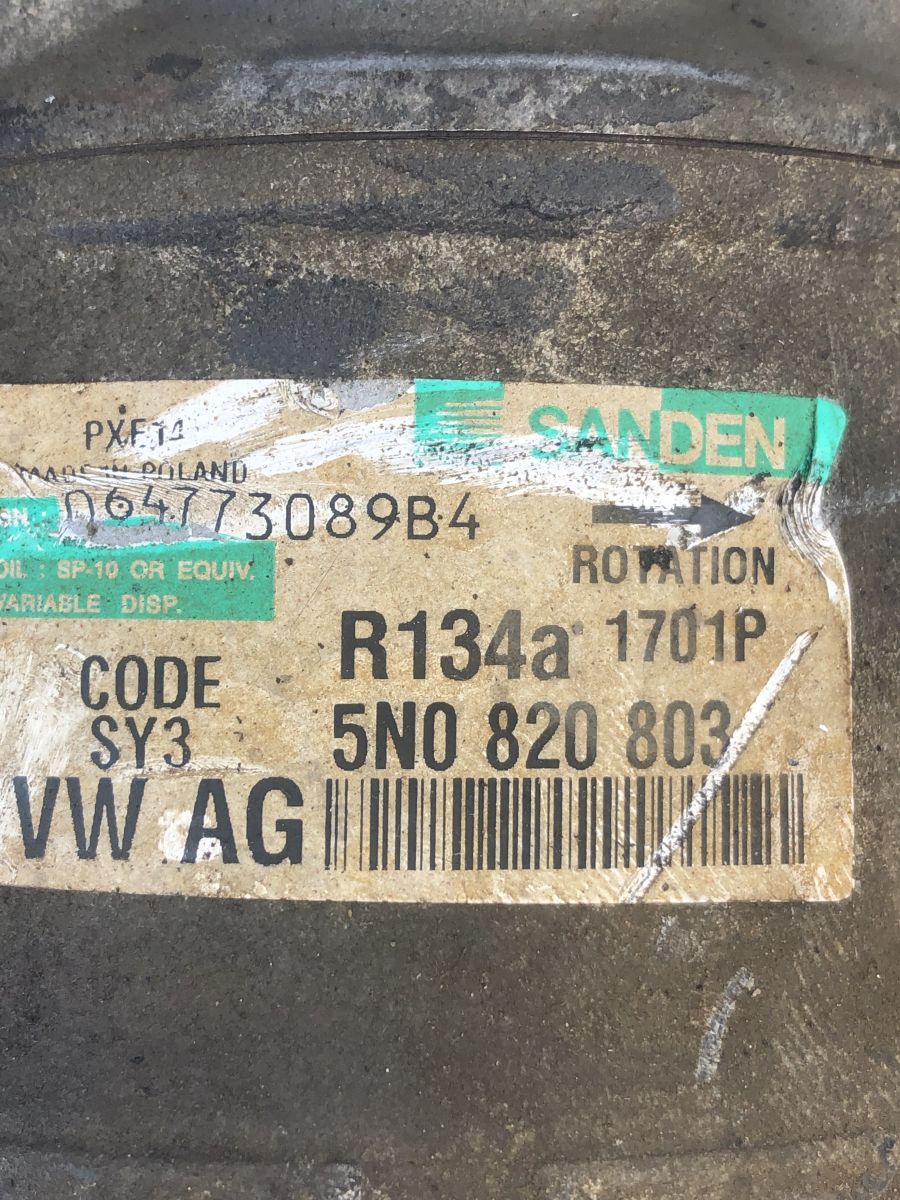 SANDEN
PXE14
MADE IN POLAND
064773089B4
ROTATION
OIL : SP-10 OR EQUIV.
VARIABLE DISP.
R134a 1701P
CODE
SY3
5N0 820 803
VW AG